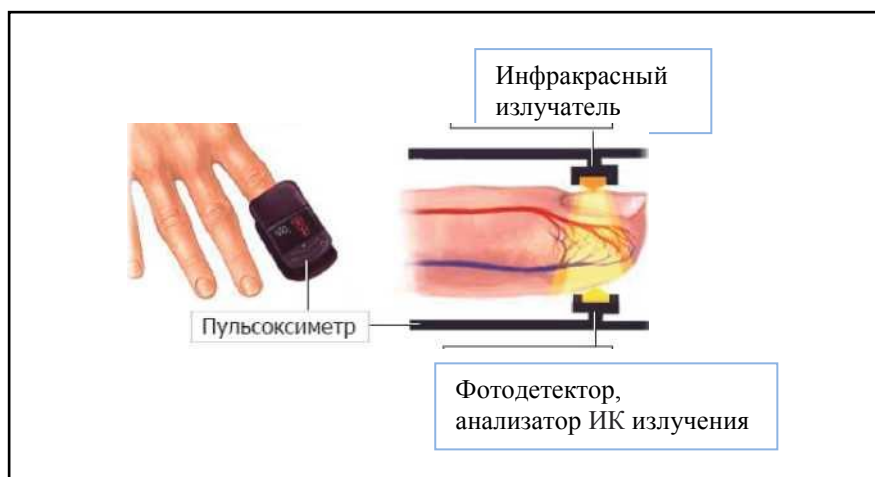 Инфракрасный
излучатель
Пульсоксиметр
Фотодетектор,
анализатор ИК излучения